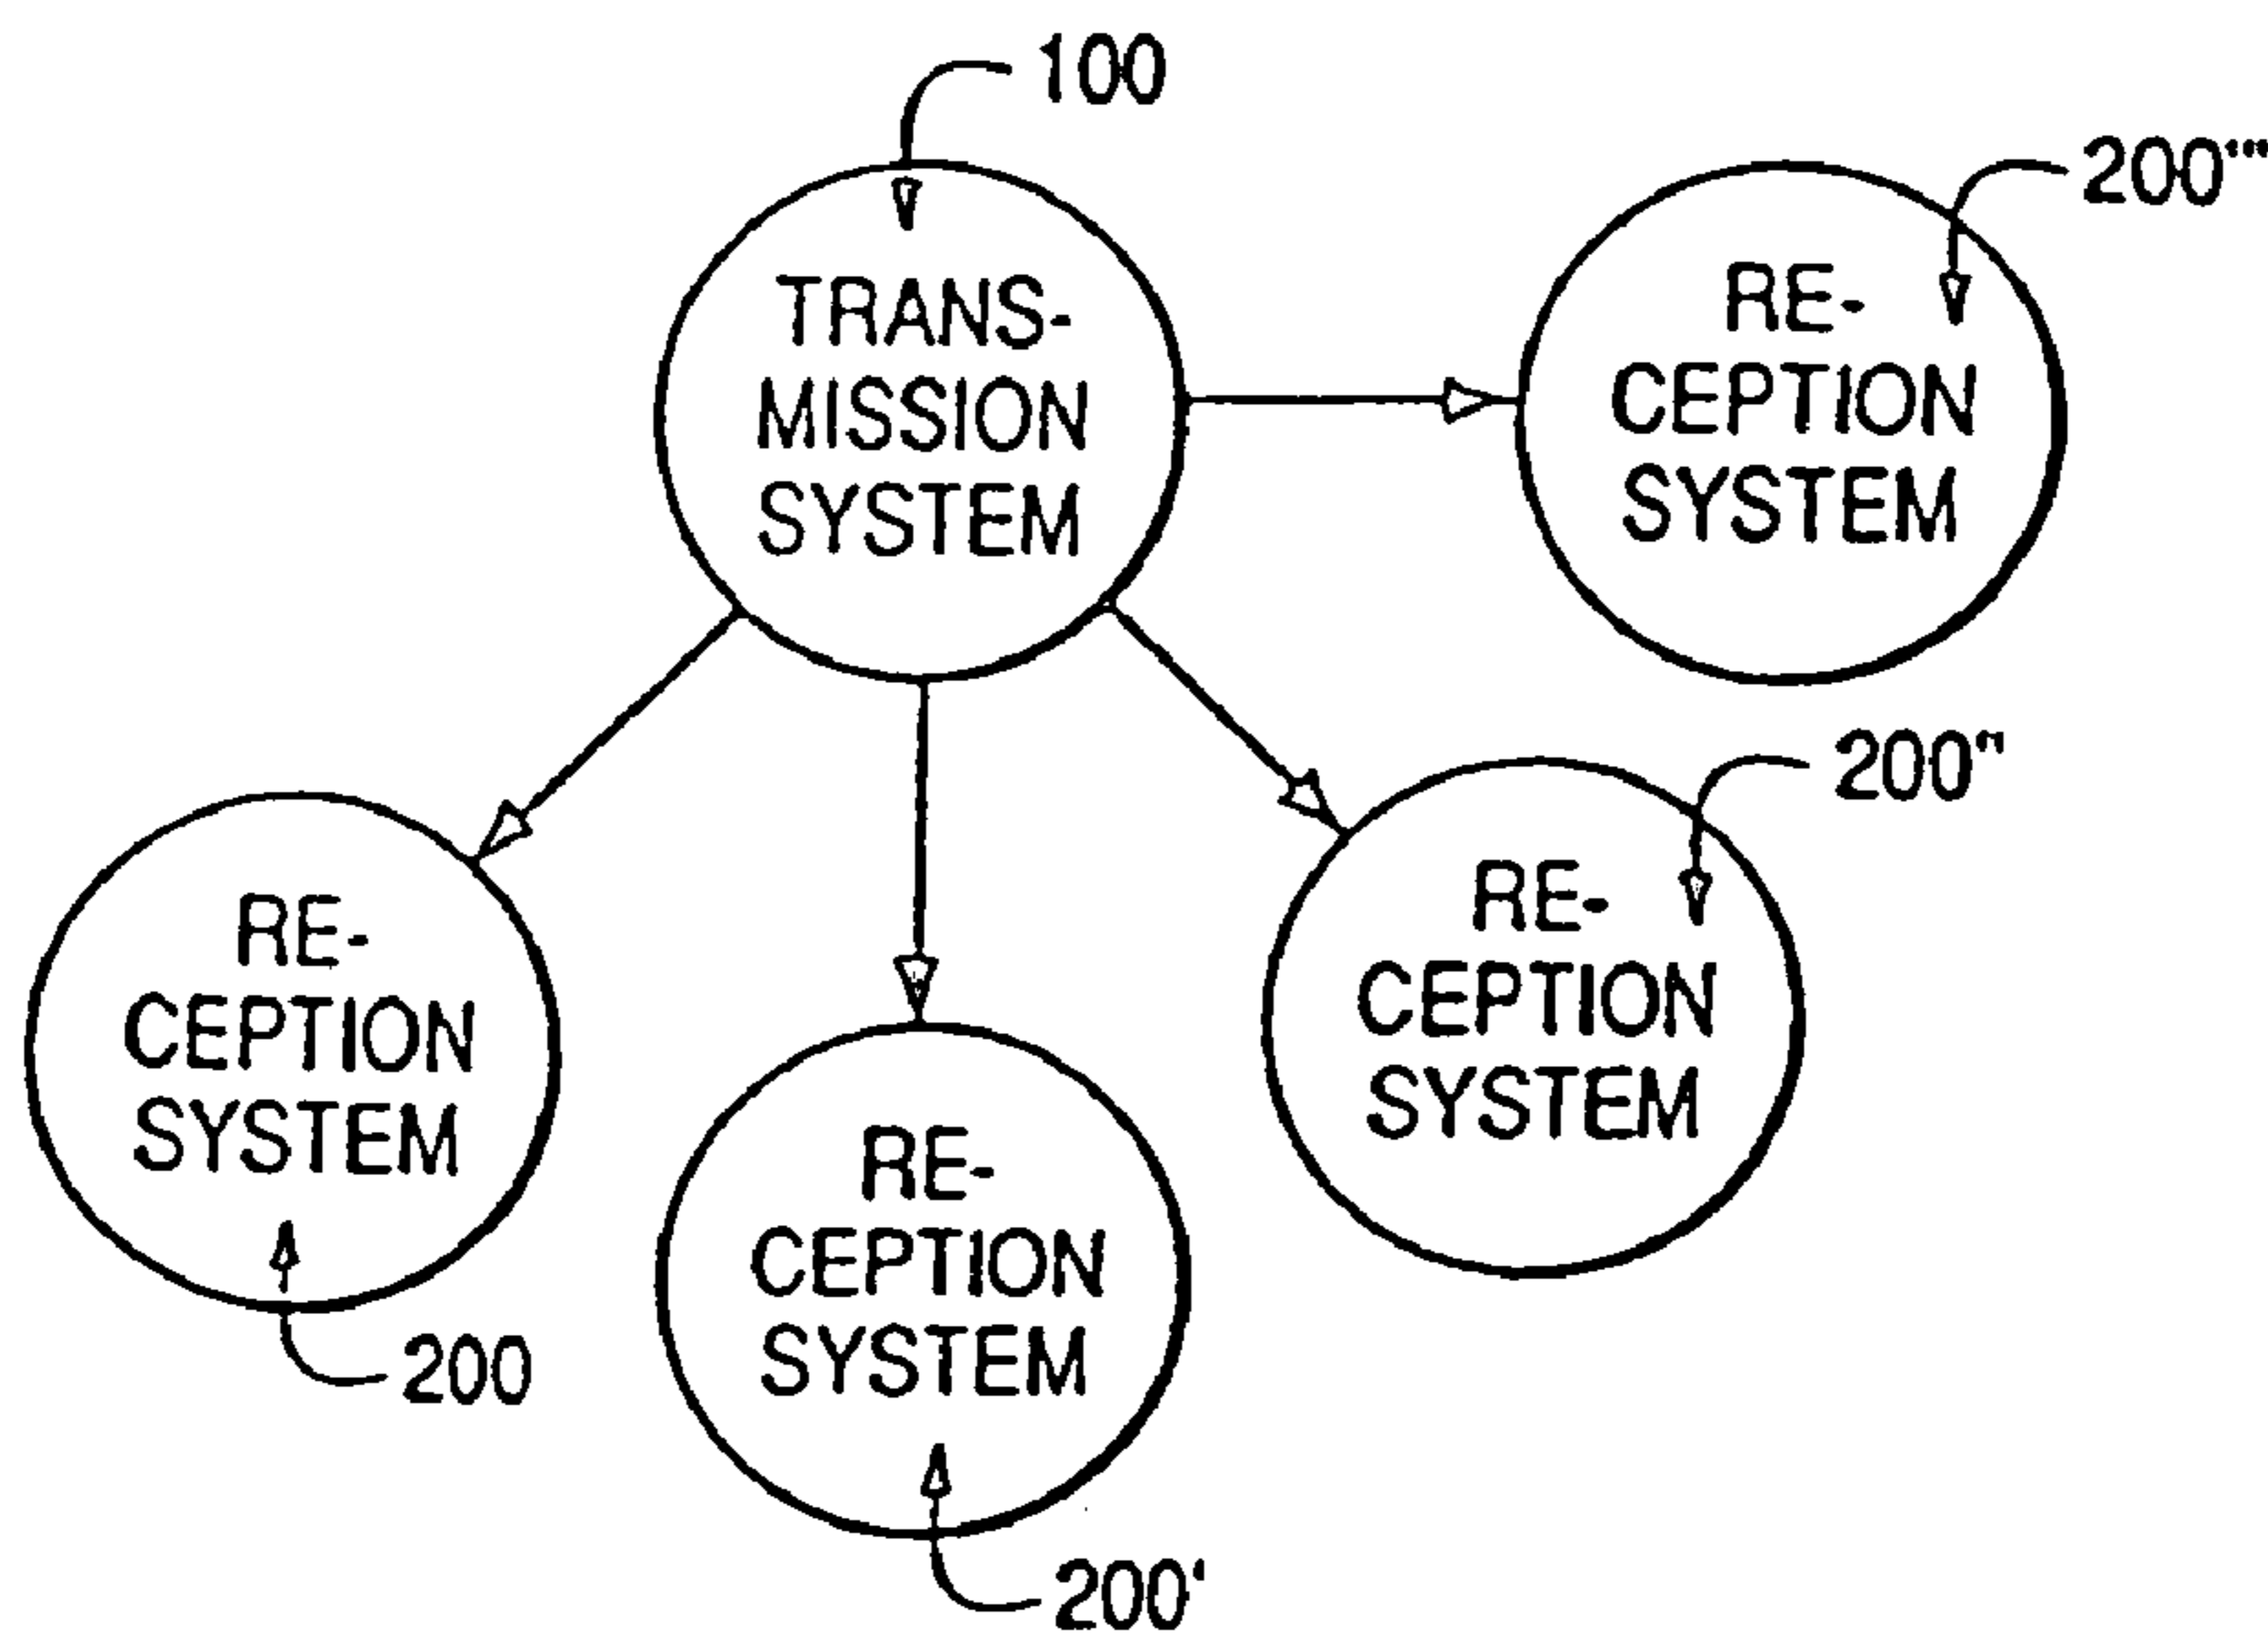 100
200'''
TRANS-
MISSION
SYSTEM
RE-
CEPTION
SYSTEM
200"
RE-
CEPTION
SYSTEM
RE-
CEPTION
SYSTEM
200
RE-
CEPTION
SYSTEM
200'